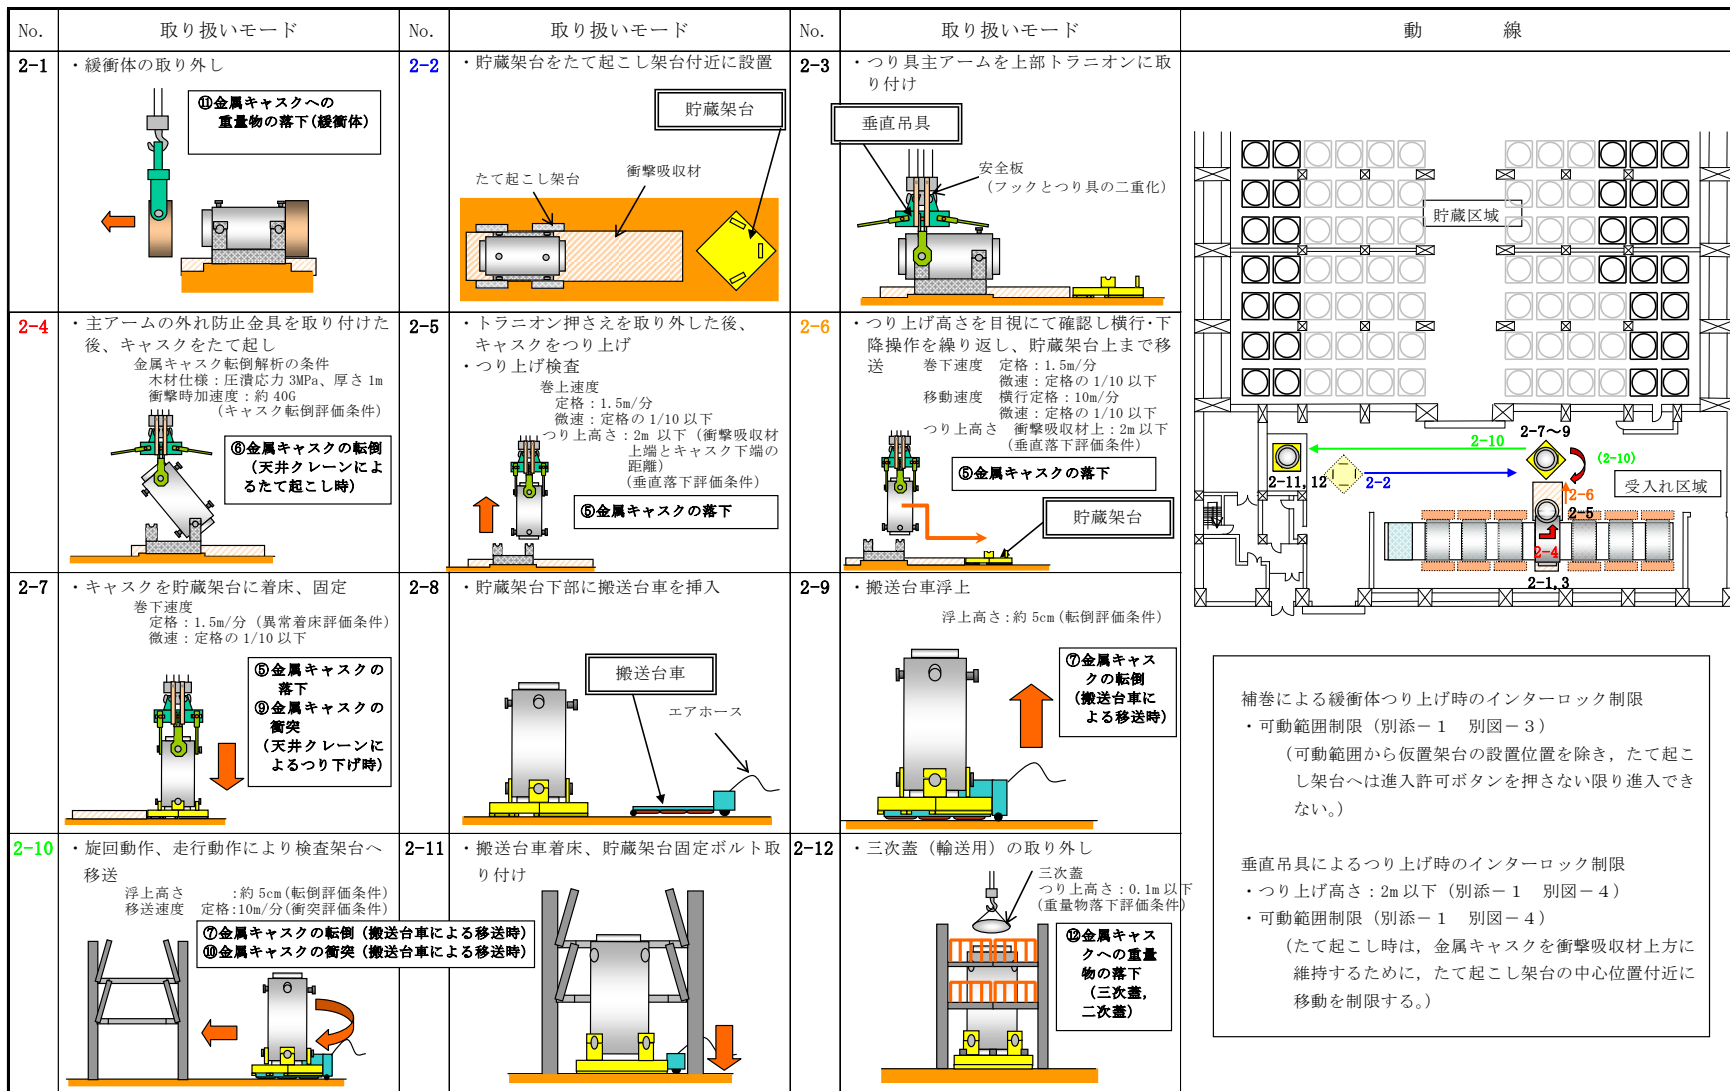 No.
取り扱いモード
No.
取り扱いモード
No.
取り扱いモード
動 線
2-1
・緩衝体の取り外し
⑪金属キャスクへの
重量物の落下(緩衝体)
2-2
・貯蔵架台をたて起こし架台付近に設置
貯蔵架台
たて起こし架台
衝撃吸収材
2-3
・つり具主アームを上部トラニオンに取
り付け
垂直吊具
安全板
(フックとつり具の二重化)
2-4
・主アームの外れ防止金具を取り付けた
後、キャスクをたて起し
金属キャスク転倒解析の条件
木材仕様：圧潰応力 3MPa、厚さ 1m
衝撃時加速度：約 40G
(キャスク転倒評価条件)
⑥金属キャスクの転倒
(天井クレーンによ
るたて起こし時)
2-5
・トラニオン押さえを取り外した後、
キャスクをつり上げ
・つり上げ検査
巻上速度
定格：1.5m/分
微速：定格の 1/10 以下
つり上高さ：2m 以下（衝撃吸収材
上端とキャスク下端の
距離）
(垂直落下評価条件)
⑤金属キャスクの落下
2-6
・つり上げ高さを目視にて確認し横行・下
降操作を繰り返し、貯蔵架台上まで移
送 巻下速度 定格：1.5m/分
微速：定格の 1/10 以下
移動速度 横行定格：10m/分
微速：定格の 1/10 以下
つり上高さ 衝撃吸収材上：2m 以下
(垂直落下評価条件)
⑤金属キャスクの落下
貯蔵架台
2-7
・キャスクを貯蔵架台に着床、固定
巻下速度
定格：1.5m/分（異常着床評価条件）
微速：定格の 1/10 以下
⑤金属キャスクの
落下
⑨金属キャスクの
衝突
(天井クレーンに
よるつり下げ時)
2-8
・貯蔵架台下部に搬送台車を挿入
搬送台車
エアホース
2-9
・搬送台車浮上
浮上高さ：約 5cm(転倒評価条件)
⑦金属キャス
クの転倒
(搬送台車に
よる移送時)
2-10
・旋回動作、走行動作により検査架台へ
移送
浮上高さ ：約 5cm(転倒評価条件)
移送速度 定格：10m/分(衝突評価条件)
⑦金属キャスクの転倒（搬送台車による移送時）
⑩金属キャスクの衝突（搬送台車による移送時）
2-11
・搬送台車着床、貯蔵架台固定ボルト取
り付け
2-12
・三次蓋（輸送用）の取り外し
三次蓋
つり上高さ：0.1m 以下
(重量物落下評価条件)
⑫金属キャス
クへの重量
物の落下
(三次蓋,
二次蓋)
貯蔵区域
2-10
2-7～9
(2-10)
2-11,12
2-2
2-6
受入れ区域
2-5
2-4
2-1,3
補巻による緩衝体つり上げ時のインターロック制限
・可動範囲制限（別添－1 別図－3）
（可動範囲から仮置架台の設置位置を除き，たて起こ
し架台へは進入許可ボタンを押さない限り進入でき
ない。）
垂直吊具によるつり上げ時のインターロック制限
・つり上げ高さ：2m 以下（別添－1 別図－4）
・可動範囲制限（別添－1 別図－4）
（たて起こし時は，金属キャスクを衝撃吸収材上方に
維持するために，たて起こし架台の中心位置付近に
移動を制限する。）